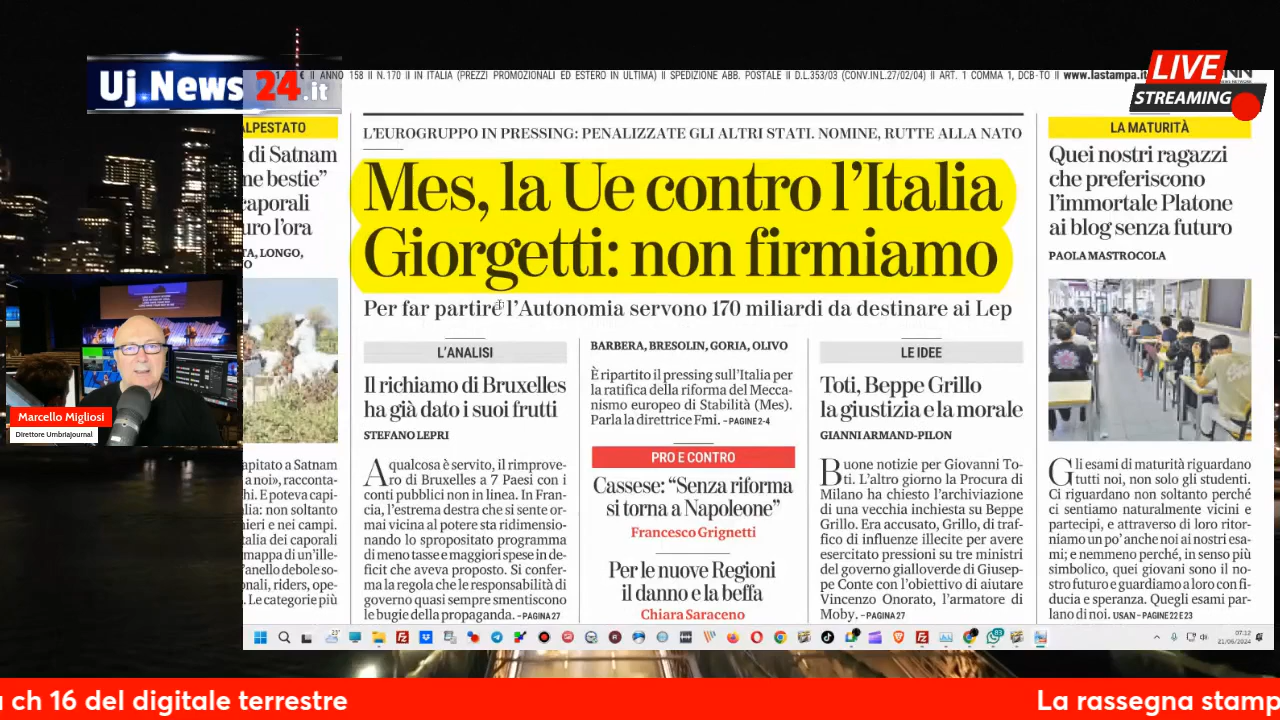 Uj.News 24.it
LIVE
STREAMING
€ II ANNO 158 II N.170 II IN ITALIA (PREZZI PROMOZIONALI ED ESTERO IN ULTIMA) II SPEDIZIONE ABB. POSTALE II D.L.353/03 (CONV.INL.27/02/04) II ART. 1 COMMA 1, DCB-TO II www.lastampa.it
ALPESTATO
i di Satnam
ne bestie”
caporali
uro l'ora
TA, LONGO,
O
L'EUROGRUPPO IN PRESSING: PENALIZZATE GLI ALTRI STATI. NOMINE, RUTTE ALLA NATO
Mes, la Ue contro l'Italia
Giorgetti: non firmiamo
Per far partire l'Autonomia servono 170 miliardi da destinare ai Lep
LA MATURITÀ
Quei nostri ragazzi
che preferiscono
l'immortale Platone
ai blog senza futuro
PAOLA MASTROCOLA
Marcello Migliosi
Direttore Umbriajournal
apitato a Satnam
a noi», racconta-
hi. E poteva capi-
lia: non soltanto
nieri e nei campi.
talia dei caporali
mappa di un'ille-
'anello debole so-
onali, riders, ope-
. Le categorie più
L'ANALISI
Il richiamo di Bruxelles
ha già dato i suoi frutti
STEFANO LEPRI
A qualcosa è servito, il rimprove-
ro di Bruxelles a 7 Paesi con i
conti pubblici non in linea. In Fran-
cia, l'estrema destra che si sente or-
mai vicina al potere sta ridimensio-
nando lo spropositato programma
di meno tasse e maggiori spese in de-
ficit che aveva proposto. Si confer-
ma la regola che le responsabilità di
governo quasi sempre smentiscono
le bugie della propaganda. - PAGINA 27
BARBERA, BRESOLIN, GORIA, OLIVO
È ripartito il pressing sull'Italia per
la ratifica della riforma del Mecca-
nismo europeo di Stabilità (Mes).
Parla la direttrice Fmi. - PAGINE 2-4
PRO E CONTRO
Cassese: “Senza riforma
si torna a Napoleone”
Francesco Grignetti
Per le nuove Regioni
il danno e la beffa
Chiara Saraceno
LE IDEE
Toti, Beppe Grillo
la giustizia e la morale
GIANNI ARMAND-PILON
Buone notizie per Giovanni To-
ti. L'altro giorno la Procura di
Milano ha chiesto l'archiviazione
di una vecchia inchiesta su Beppe
Grillo. Era accusato, Grillo, di traf-
fico di influenze illecite per avere
esercitato pressioni su tre ministri
del governo gialloverde di Giusep-
pe Conte con l'obiettivo di aiutare
Vincenzo Onorato, l'armatore di
Moby. - PAGINA 27
Gli esami di maturità riguardano
tutti noi, non solo gli studenti.
Ci riguardano non soltanto perché
ci sentiamo naturalmente vicini e
partecipi, e attraverso di loro ritor-
niamo un po' anche noi ai nostri esa-
mi; e nemmeno perché, in senso più
simbolico, quei giovani sono il no-
stro futuro e guardiamo a loro con fi-
ducia e speranza. Quegli esami par-
lano di noi. USAN - PAGINE 22 E 23
07:12
21/06/2024
a ch 16 del digitale terrestre
La rassegna stamp